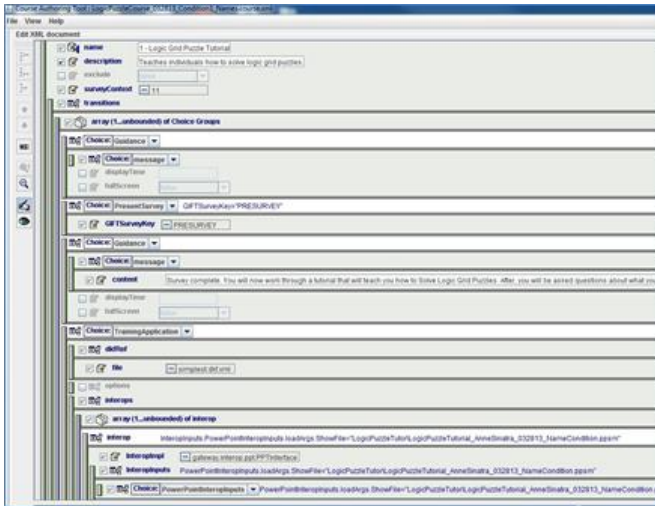 Course Authoring Tool - LogicPuzzleCourse_032813_Condition1_Names.course.xml
File View Help
Edit XML document
name 1 - Logic Grid Puzzle Tutorial
description Teaches individuals how to solve logic grid puzzles.
exclude false
surveyContext 11
transitions
array (1...unbounded) of Choice Groups
Choice: Guidance
Choice: message
displayTime
fullScreen false
Choice: PresentSurvey GIFTSurveyKey="PRESURVEY"
GIFTSurveyKey PRESURVEY
Choice: Guidance
Choice: message
content Survey complete. You will now work through a tutorial that will teach you how to Solve Logic Grid Puzzles. After, you will be asked questions about what you
displayTime
fullScreen false
Choice: TrainingApplication
dkfRef
file simplest.dkf.xml
options
interops
array (1...unbounded) of interop
interop interopInputs.PowerPointInteropInputs.loadArgs.ShowFile="LogicPuzzleTutor\LogicPuzzleTutorial_AnneSinatra_032813_NameCondition.ppsm"
interopImpl gateway.interop.ppt.PPTInterface
interopInputs PowerPointInteropInputs.loadArgs.ShowFile="LogicPuzzleTutor\LogicPuzzleTutorial_AnneSinatra_032813_NameCondition.ppsm"
Choice: PowerPointInteropInputs PowerPointInteropInputs.loadArgs.ShowFile="LogicPuzzleTutor\LogicPuzzleTutorial_AnneSinatra_032813_NameCondition.